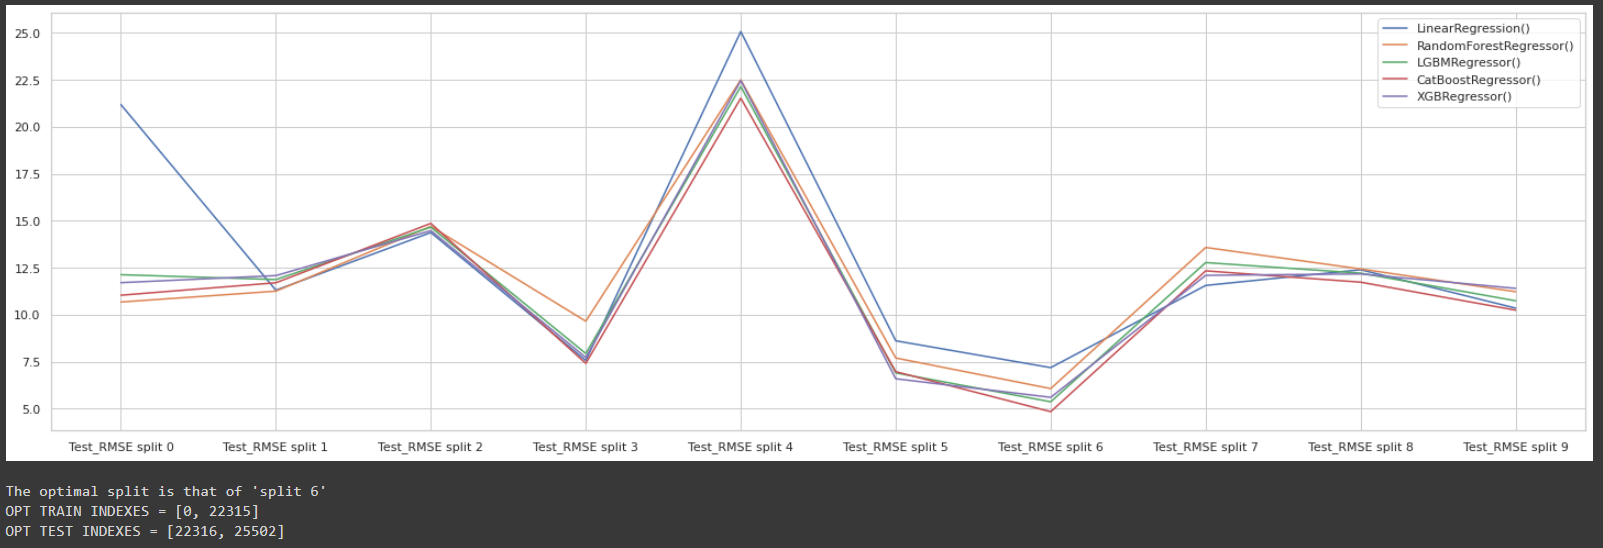 25.0
22.5
20.0
17.5
15.0
12.5
10.0
7.5
5.0
LinearRegression()
RandomForestRegressor()
LGBMRegressor()
CatBoostRegressor()
XGBRegressor()
Test_RMSE split 0 Test_RMSE split 1 Test_RMSE split 2 Test_RMSE split 3 Test_RMSE split 4 Test_RMSE split 5 Test_RMSE split 6 Test_RMSE split 7 Test_RMSE split 8 Test_RMSE split 9
The optimal split is that of 'split 6'
OPT TRAIN INDEXES = [0, 22315]
OPT TEST INDEXES = [22316, 25502]